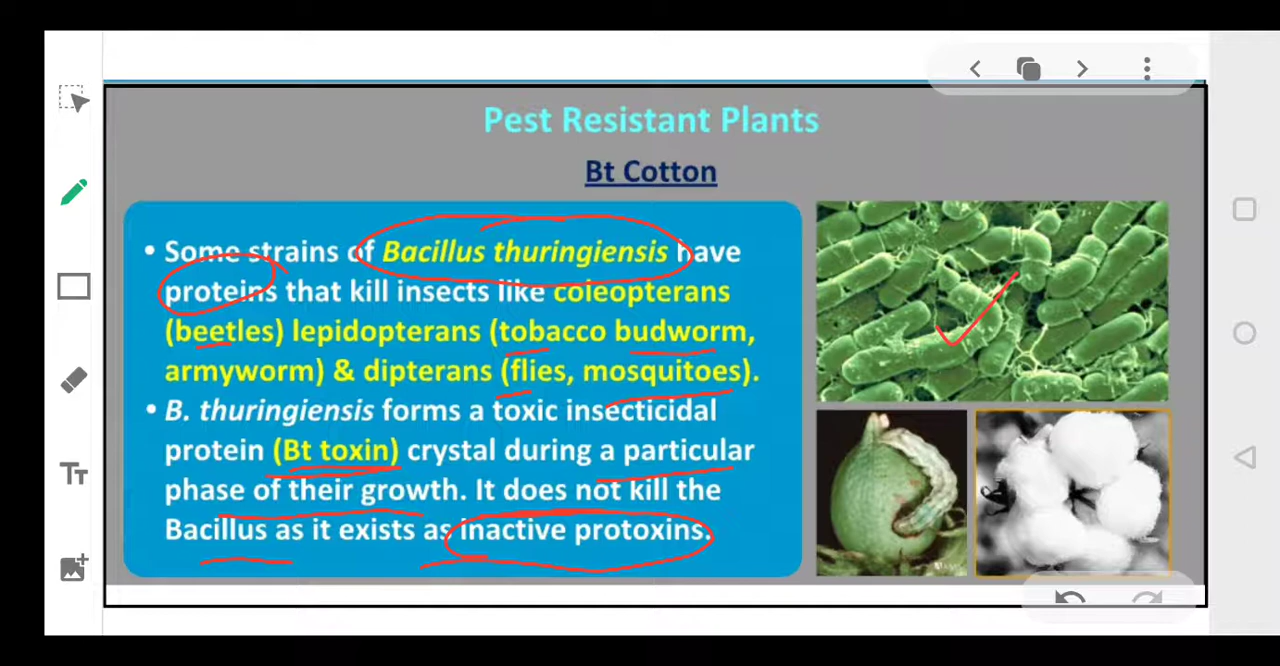 Pest Resistant Plants
Bt Cotton
• Some strains of Bacillus thuringiensis have
proteins that kill insects like coleopterans
(beetles) lepidopterans (tobacco budworm,
armyworm) & dipterans (flies, mosquitoes).
• B. thuringiensis forms a toxic insecticidal
protein (Bt toxin) crystal during a particular
phase of their growth. It does not kill the
Bacillus as it exists as inactive protoxins.
TT